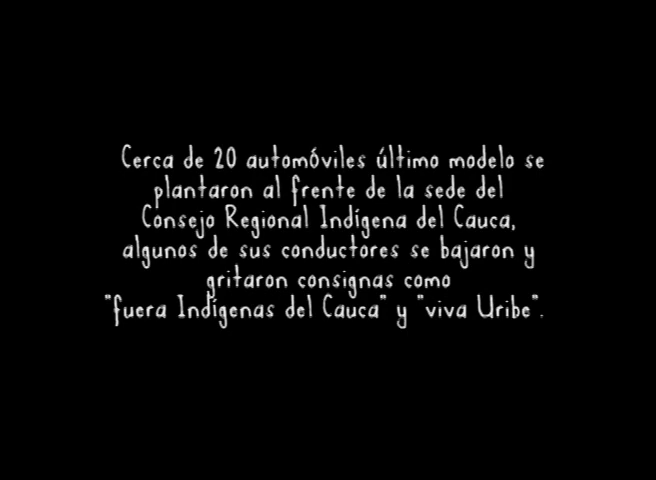 Cerca de 20 automóviles último modelo se
plantaron al frente de la sede del
Consejo Regional Indígena del Cauca,
algunos de sus conductores se bajaron y
gritaron consignas como
"fuera Indígenas del Cauca" y "viva Uribe".